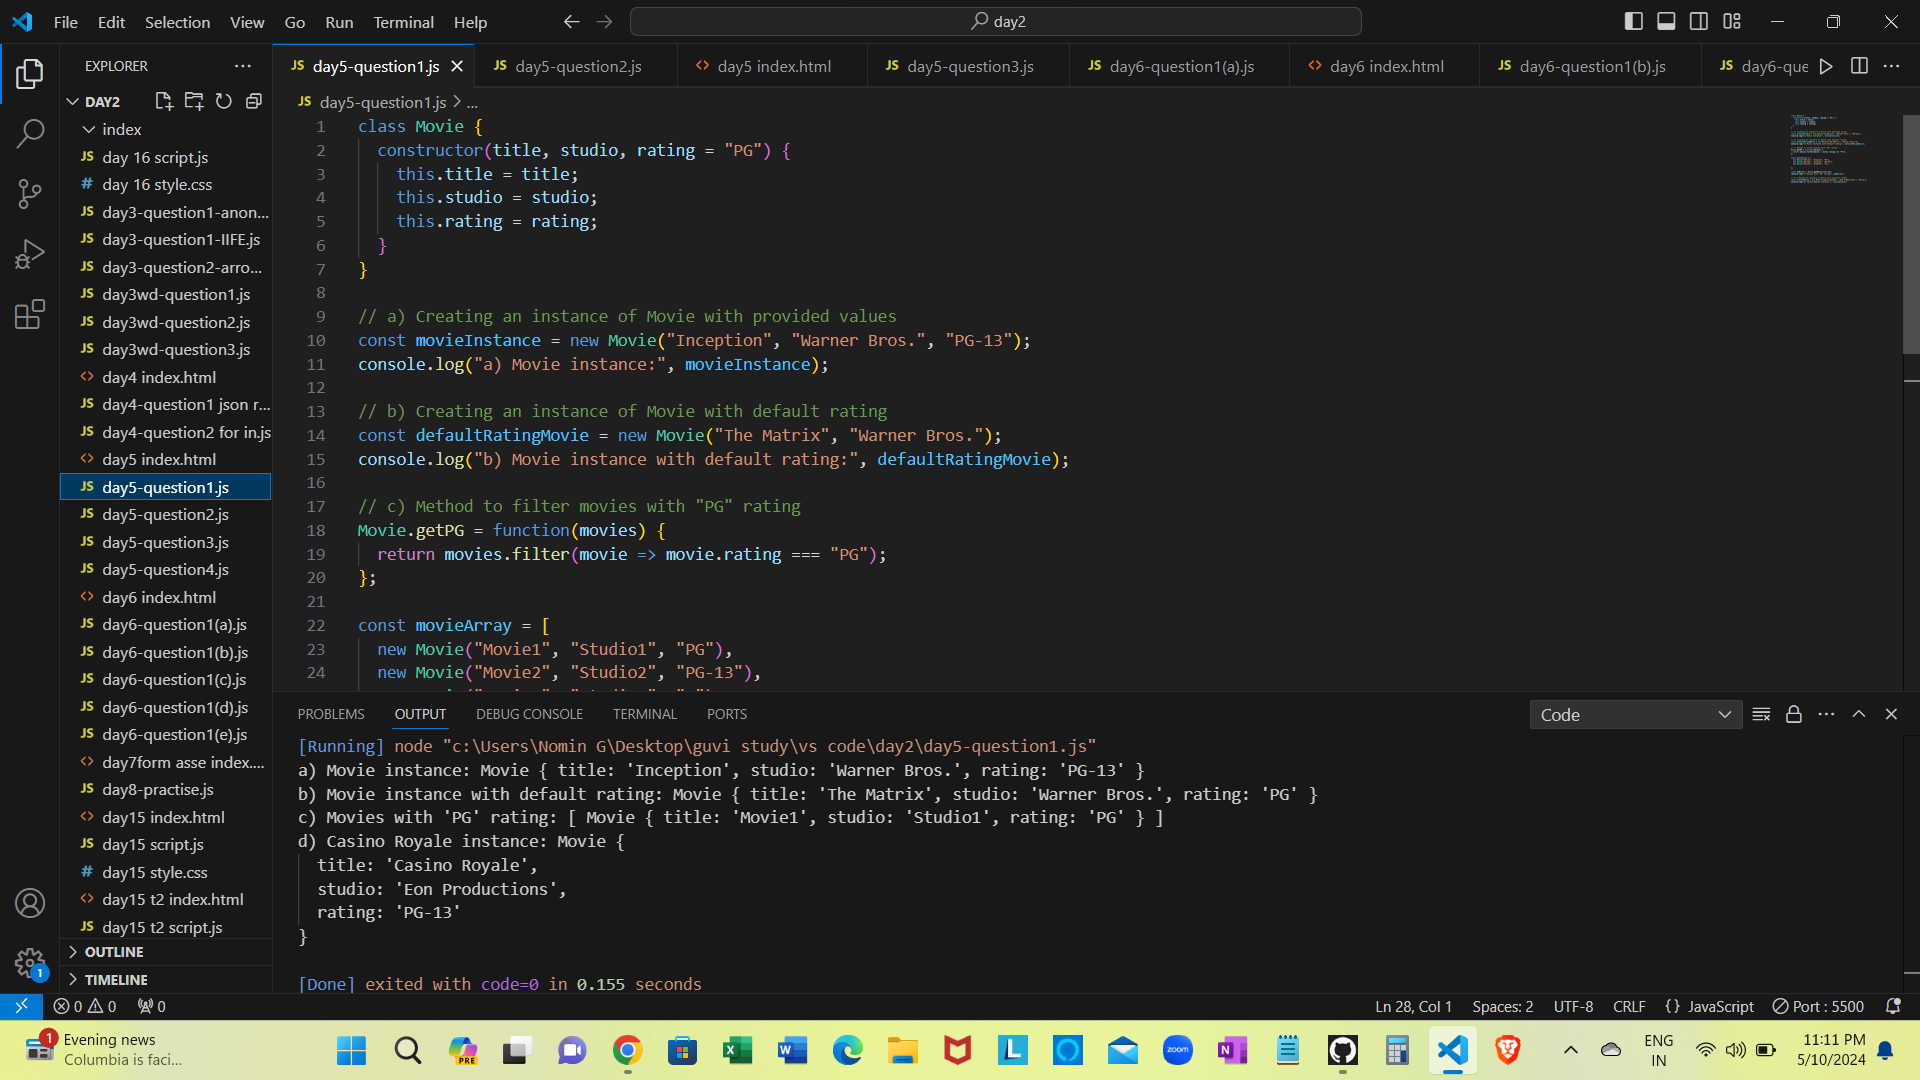 File Edit Selection View Go Run Terminal Help
day2
EXPLORER
DAY2
index
JS day 16 script.js
# day 16 style.css
JS day3-question1-anon...
JS day3-question1-IIFE.js
JS day3-question2-arro...
JS day3wd-question1.js
JS day3wd-question2.js
JS day3wd-question3.js
<> day4 index.html
JS day4-question1 json r...
JS day4-question2 for in.js
<> day5 index.html
JS day5-question1.js
JS day5-question2.js
JS day5-question3.js
JS day5-question4.js
<> day6 index.html
JS day6-question1(a).js
JS day6-question1(b).js
JS day6-question1(c).js
JS day6-question1(d).js
JS day6-question1(e).js
<> day7form asse index....
JS day8-practise.js
<> day15 index.html
JS day15 script.js
# day15 style.css
<> day15 t2 index.html
JS day15 t2 script.js
OUTLINE
TIMELINE
JS day5-question1.js JS day5-question2.js <> day5 index.html JS day5-question3.js JS day6-question1(a).js <> day6 index.html JS day6-question1(b).js JS day6-que
JS day5-question1.js > ...
1 class Movie {
2 constructor(title, studio, rating = "PG") {
3 this.title = title;
4 this.studio = studio;
5 this.rating = rating;
6 }
7 }
8
9 // a) Creating an instance of Movie with provided values
10 const movieInstance = new Movie("Inception", "Warner Bros.", "PG-13");
11 console.log("a) Movie instance:", movieInstance);
12
13 // b) Creating an instance of Movie with default rating
14 const defaultRatingMovie = new Movie("The Matrix", "Warner Bros.");
15 console.log("b) Movie instance with default rating:", defaultRatingMovie);
16
17 // c) Method to filter movies with "PG" rating
18 Movie.getPG = function(movies) {
19 return movies.filter(movie => movie.rating === "PG");
20 };
21
22 const movieArray = [
23 new Movie("Movie1", "Studio1", "PG"),
24 new Movie("Movie2", "Studio2", "PG-13"),
PROBLEMS OUTPUT DEBUG CONSOLE TERMINAL PORTS
Code
[Running] node "c:\Users\Nomin G\Desktop\guvi study\vs code\day2\day5-question1.js"
a) Movie instance: Movie { title: 'Inception', studio: 'Warner Bros.', rating: 'PG-13' }
b) Movie instance with default rating: Movie { title: 'The Matrix', studio: 'Warner Bros.', rating: 'PG' }
c) Movies with 'PG' rating: [ Movie { title: 'Movie1', studio: 'Studio1', rating: 'PG' } ]
d) Casino Royale instance: Movie {
title: 'Casino Royale',
studio: 'Eon Productions',
rating: 'PG-13'
}
[Done] exited with code=0 in 0.155 seconds
1
0 0 0
Ln 28, Col 1 Spaces: 2 UTF-8 CRLF {} JavaScript Port : 5500
1
Evening news
Columbia is faci...
PRE
zoom
ENG
IN
11:11 PM
5/10/2024